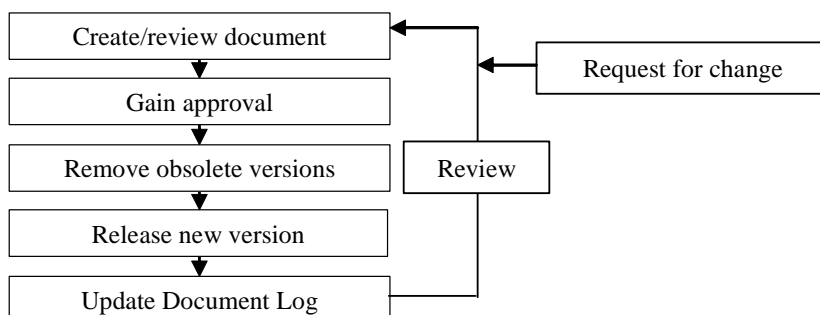 Create/review document
Request for change
Gain approval
Remove obsolete versions
Review
Release new version
Update Document Log